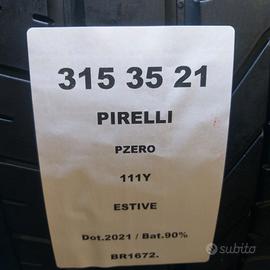 315 35 21
PIRELLI
PZERO
111Y
ESTIVE
Dot.2021 / Bat.90%
BR1672.
subito